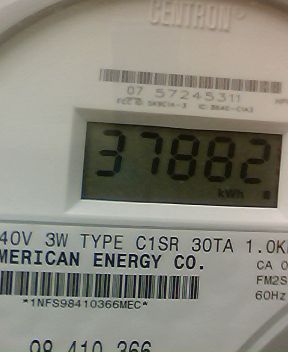 CENTRON®
07 57245311
37882
kWh
40V 3W TYPE C1SR 30TA 1.0K
MERICAN ENERGY CO.
CA 0
FM2S
*1NFS98410366MEC*
60Hz
98 410 366